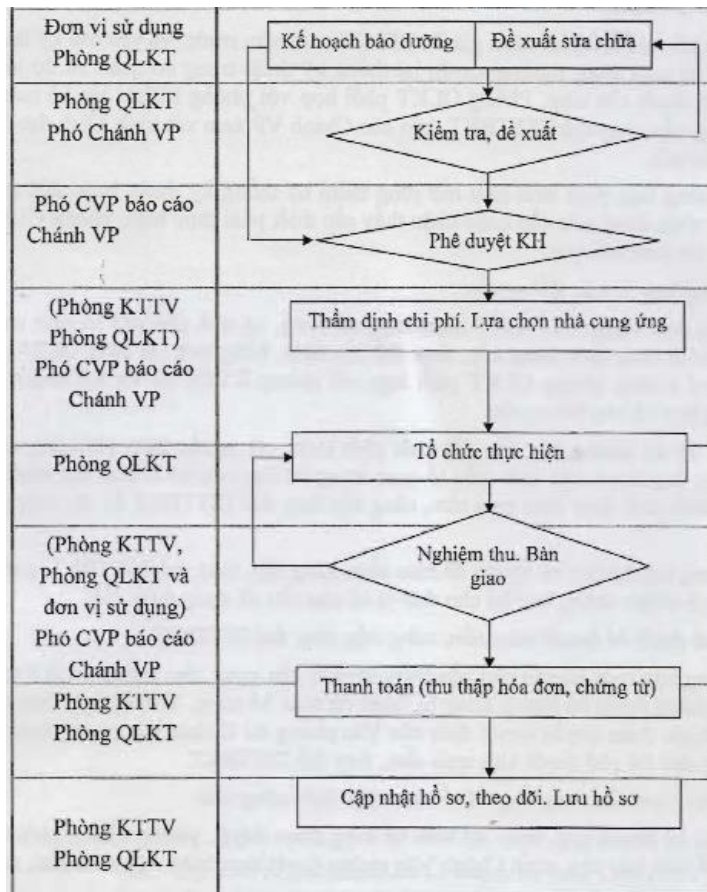 Đơn vị sử dụng
Phòng QLKT
Kế hoạch bảo dưỡng
Đề xuất sửa chữa
Phòng QLKT
Phó Chánh VP
Kiểm tra, đề xuất
Phó CVP báo cáo
Chánh VP
Phê duyệt KH
(Phòng KTTV
Phòng QLKT)
Phó CVP báo cáo
Chánh VP
Thẩm định chi phí. Lựa chọn nhà cung ứng
Phòng QLKT
Tổ chức thực hiện
(Phòng KTTV,
Phòng QLKT và
đơn vị sử dụng)
Phó CVP báo cáo
Chánh VP
Nghiệm thu. Bàn
giao
Phòng KTTV
Phòng QLKT
Thanh toán (thu thập hóa đơn, chứng từ)
Phòng KTTV
Phòng QLKT
Cập nhật hồ sơ, theo dõi. Lưu hồ sơ